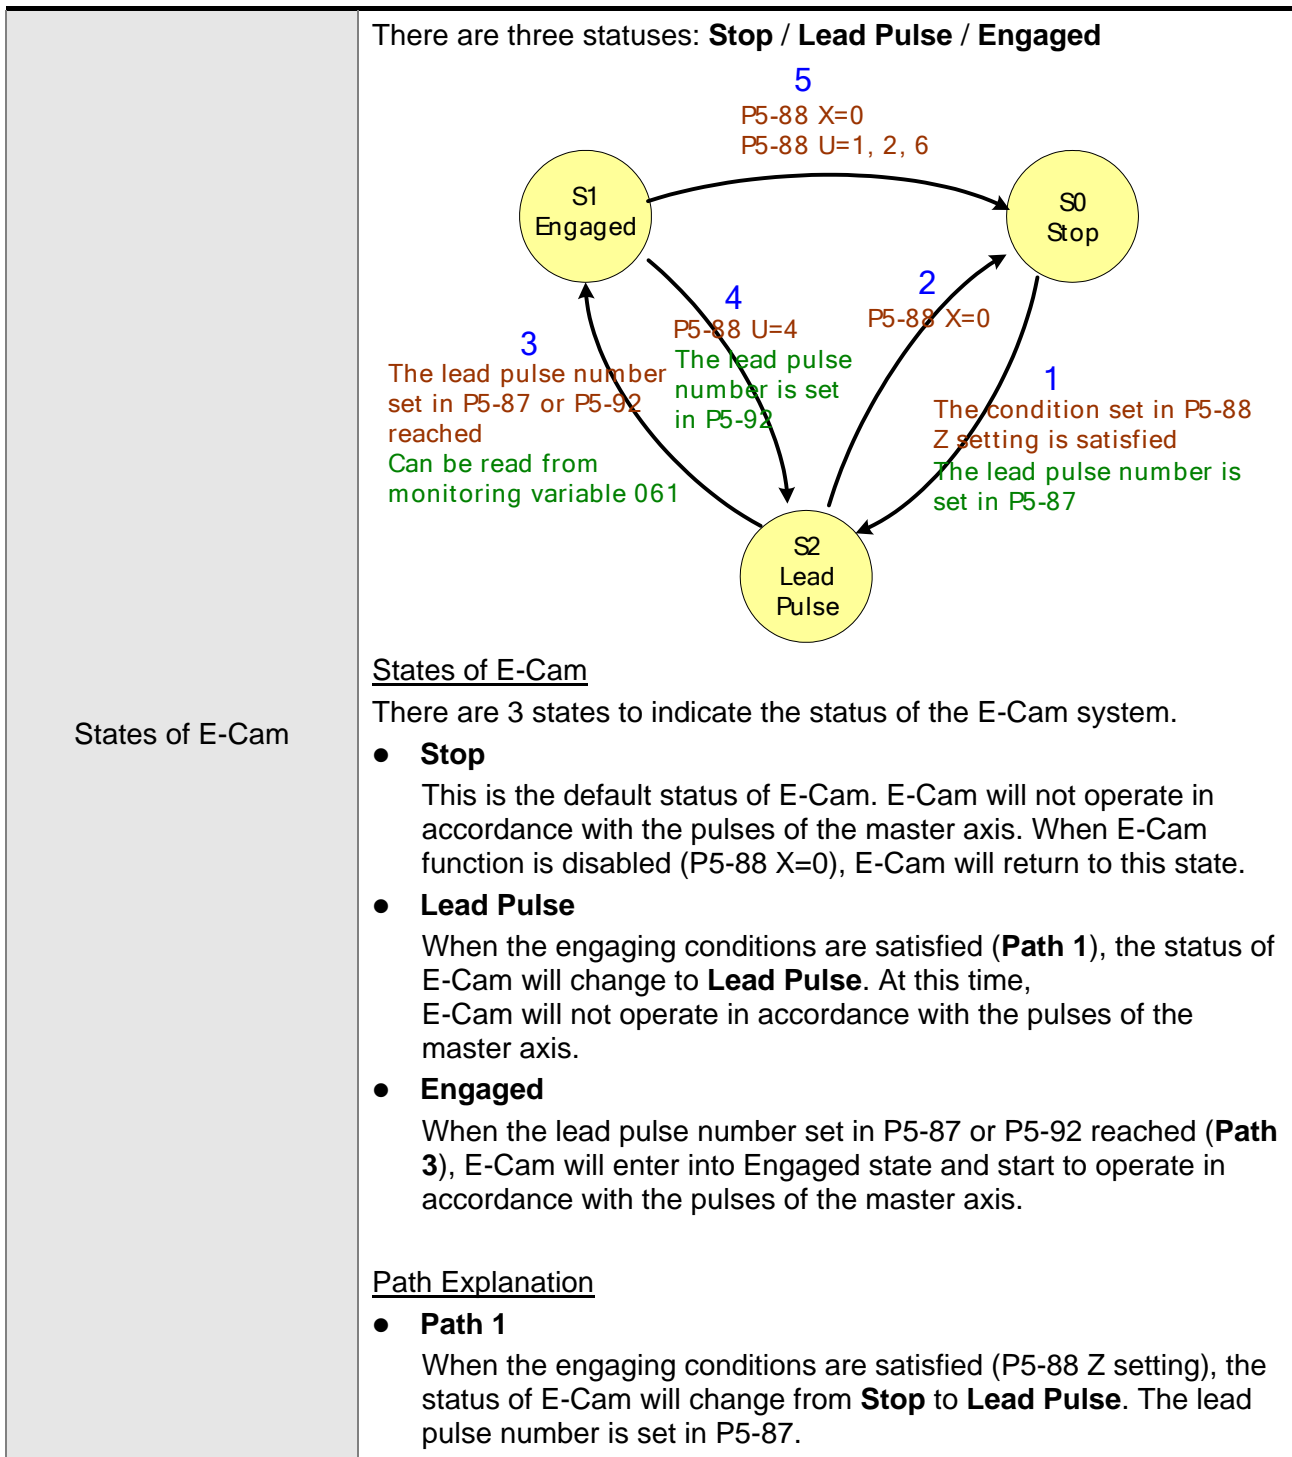 There are three statuses: Stop / Lead Pulse / Engaged
5
P5-88 X=0
P5-88 U=1, 2, 6
S1
Engaged
S0
Stop
4
P5-88 U=4
The lead pulse
number is set
in P5-92
2
P5-88 X=0
3
The lead pulse number
set in P5-87 or P5-92
reached
Can be read from
monitoring variable 061
1
The condition set in P5-88
Z setting is satisfied
The lead pulse number is
set in P5-87
S2
Lead
Pulse
States of E-Cam
States of E-Cam
There are 3 states to indicate the status of the E-Cam system.
● Stop
This is the default status of E-Cam. E-Cam will not operate in
accordance with the pulses of the master axis. When E-Cam
function is disabled (P5-88 X=0), E-Cam will return to this state.
● Lead Pulse
When the engaging conditions are satisfied (Path 1), the status of
E-Cam will change to Lead Pulse. At this time,
E-Cam will not operate in accordance with the pulses of the
master axis.
● Engaged
When the lead pulse number set in P5-87 or P5-92 reached (Path
3), E-Cam will enter into Engaged state and start to operate in
accordance with the pulses of the master axis.
Path Explanation
● Path 1
When the engaging conditions are satisfied (P5-88 Z setting), the
status of E-Cam will change from Stop to Lead Pulse. The lead
pulse number is set in P5-87.